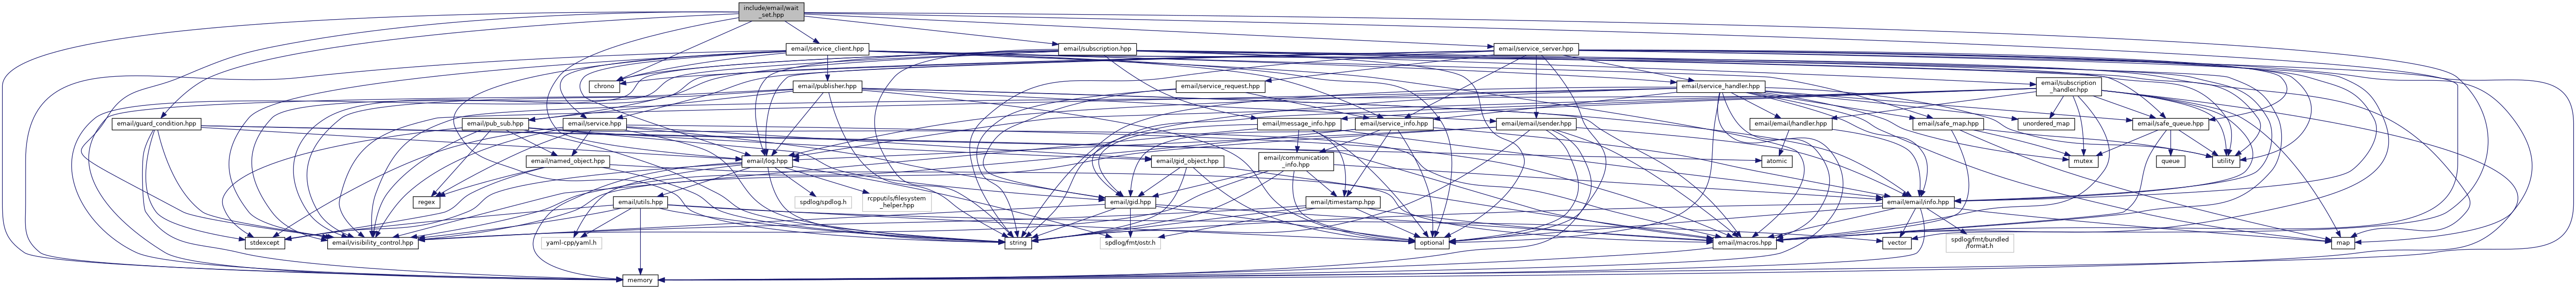 include/email/wait
_set.hpp
email/service_client.hpp
email/subscription.hpp
email/service_server.hpp
chrono
email/publisher.hpp
email/service_request.hpp
email/service_handler.hpp
email/subscription
_handler.hpp
email/guard_condition.hpp
email/pub_sub.hpp
email/service.hpp
email/message_info.hpp
email/service_info.hpp
email/email/sender.hpp
email/email/handler.hpp
email/safe_map.hpp
unordered_map
email/safe_queue.hpp
email/named_object.hpp
email/log.hpp
email/gid_object.hpp
email/communication
_info.hpp
atomic
mutex
queue
utility
regex
email/utils.hpp
spdlog/spdlog.h
rcpputils/filesystem
_helper.hpp
email/gid.hpp
email/timestamp.hpp
email/email/info.hpp
stdexcept
email/visibility_control.hpp
yaml-cpp/yaml.h
string
spdlog/fmt/ostr.h
optional
email/macros.hpp
vector
spdlog/fmt/bundled
/format.h
map
memory